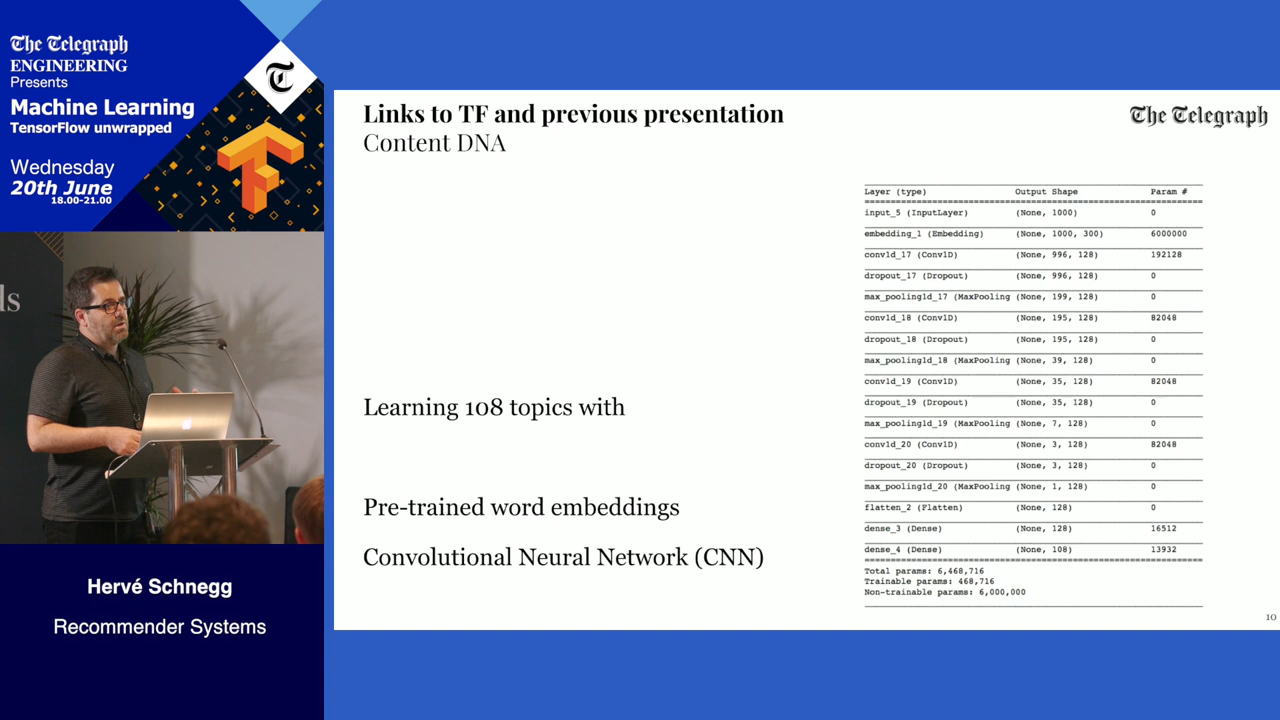 The Telegraph
ENGINEERING
Presents
Machine Learning
TensorFlow unwrapped
Wednesday
20th June
18.00-21.00
T
ls
Hervé Schnegg
Recommender Systems
Links to TF and previous presentation
Content DNA
The Telegraph
Learning 108 topics with
Pre-trained word embeddings
Convolutional Neural Network (CNN)
Layer (type) Output Shape Param #
input_5 (InputLayer) (None, 1000) 0
embedding_1 (Embedding) (None, 1000, 300) 6000000
conv1d_17 (Conv1D) (None, 996, 128) 192128
dropout_17 (Dropout) (None, 996, 128) 0
max_pooling1d_17 (MaxPooling (None, 199, 128) 0
conv1d_18 (Conv1D) (None, 195, 128) 82048
dropout_18 (Dropout) (None, 195, 128) 0
max_pooling1d_18 (MaxPooling (None, 39, 128) 0
conv1d_19 (Conv1D) (None, 35, 128) 82048
dropout_19 (Dropout) (None, 35, 128) 0
max_pooling1d_19 (MaxPooling (None, 7, 128) 0
conv1d_20 (Conv1D) (None, 3, 128) 82048
dropout_20 (Dropout) (None, 3, 128) 0
max_pooling1d_20 (MaxPooling (None, 1, 128) 0
flatten_2 (Flatten) (None, 128) 0
dense_3 (Dense) (None, 128) 16512
dense_4 (Dense) (None, 108) 13932
Total params: 6,468,716
Trainable params: 468,716
Non-trainable params: 6,000,000
10